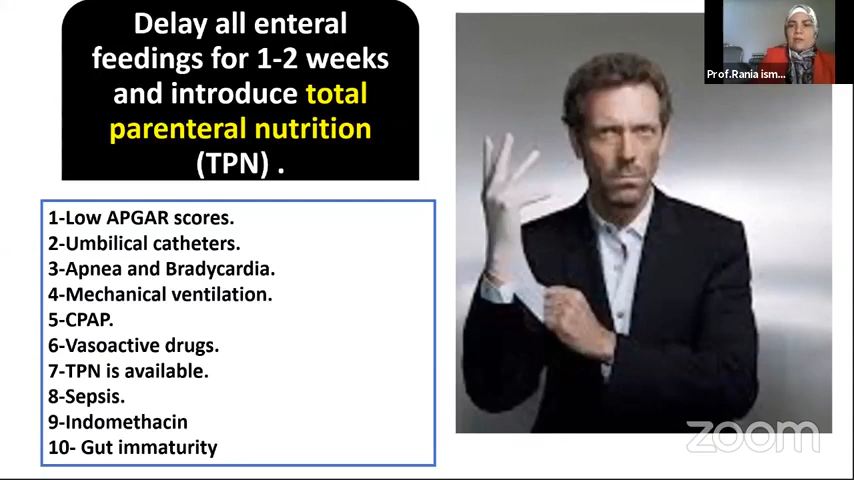 Delay all enteral
feedings for 1-2 weeks
and introduce total
parenteral nutrition
(TPN) .
1-Low APGAR scores.
2-Umbilical catheters.
3-Apnea and Bradycardia.
4-Mechanical ventilation.
5-CPAP.
6-Vasoactive drugs.
7-TPN is available.
8-Sepsis.
9-Indomethacin
10- Gut immaturity
Prof.Rania ism...
zoom